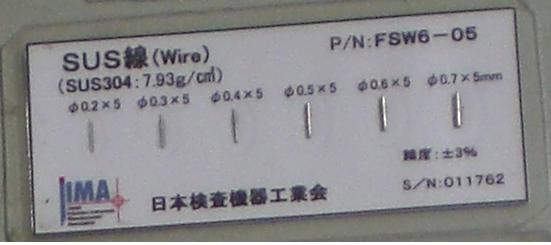 SUS線(Wire)
P/N:FSW6-05
(SUS304:7.93g/cm³)
φ0.2×5 φ0.3×5 φ0.4×5 φ0.5×5 φ0.6×5 φ0.7×5mm
精度:±3%
S/N:011762
JIMA
日本検査機器工業会